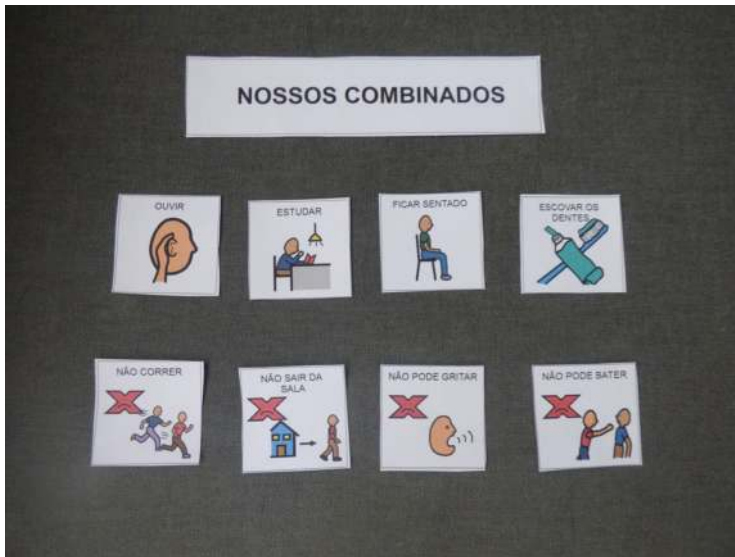 NOSSOS COMBINADOS
OUVIR
ESTUDAR
FICAR SENTADO
ESCOVAR OS
DENTES
NÃO CORRER
NÃO SAIR DA
SALA
NÃO PODE GRITAR
NÃO PODE BATER